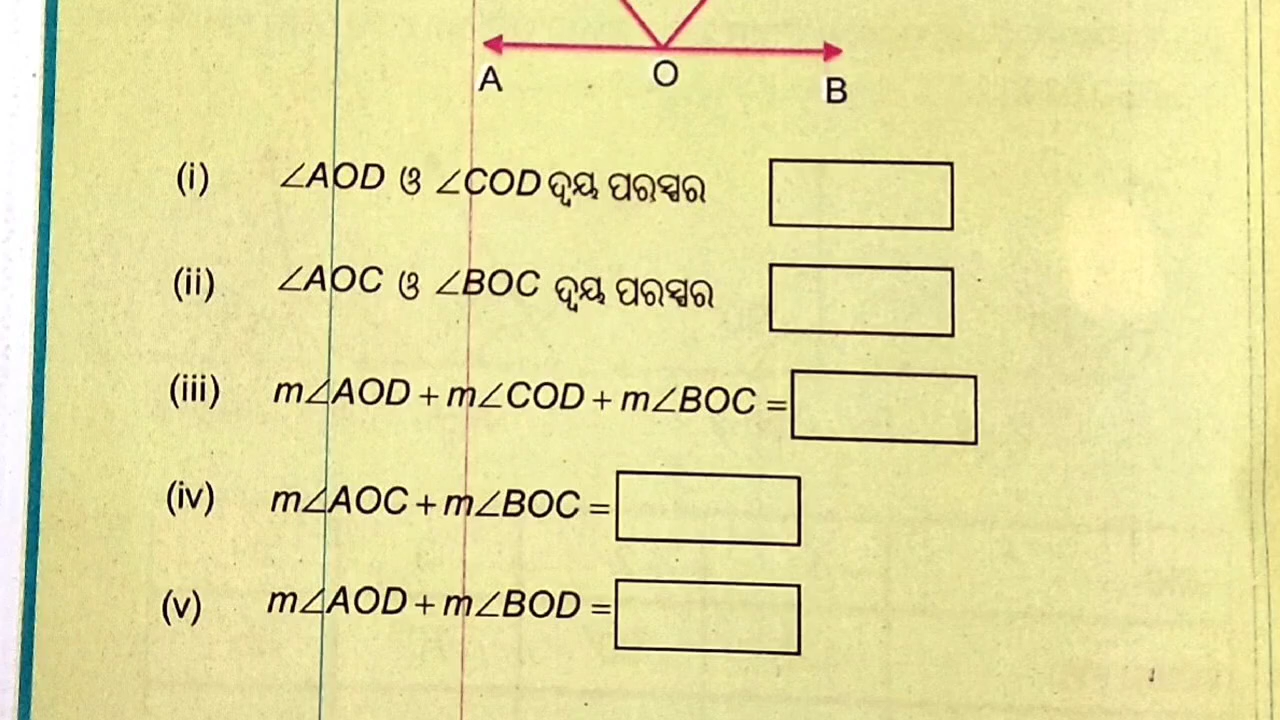 A O B
(i) ∠AOD ଓ ∠COD ଦ୍ୱୟ ପରସ୍ପର
(ii) ∠AOC ଓ ∠BOC ଦ୍ୱୟ ପରସ୍ପର
(iii) m∠AOD + m∠COD + m∠BOC =
(iv) m∠AOC + m∠BOC =
(v) m∠AOD + m∠BOD =